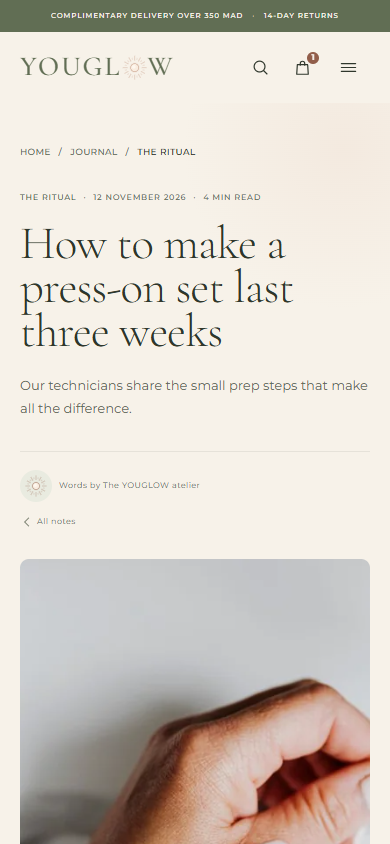 COMPLIMENTARY DELIVERY OVER 350 MAD · 14-DAY RETURNS
YOUGLOW
1
HOME / JOURNAL / THE RITUAL
THE RITUAL · 12 NOVEMBER 2026 · 4 MIN READ
How to make a
press-on set last
three weeks
Our technicians share the small prep steps that make
all the difference.
Words by The YOUGLOW atelier
All notes